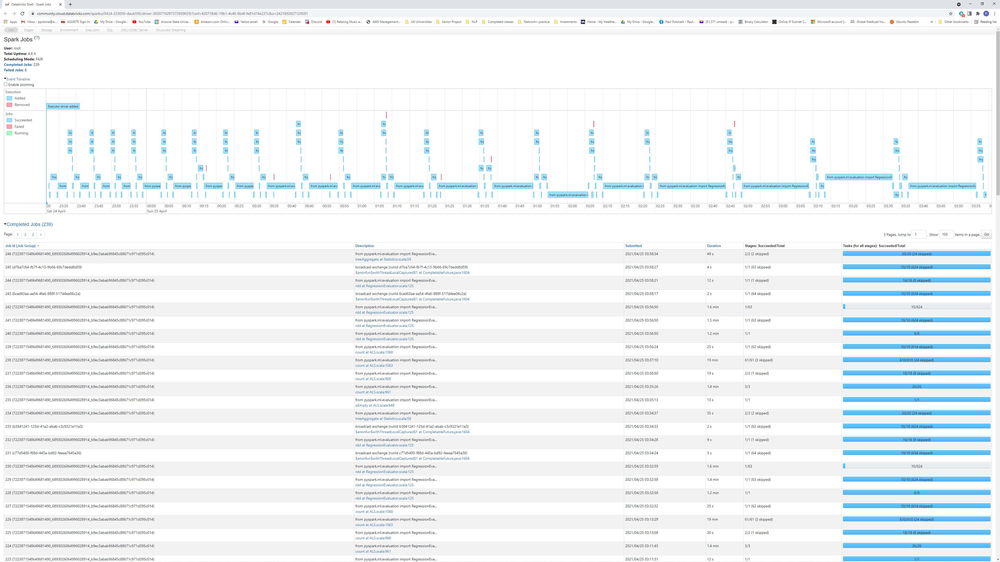 Databricks Shell - Spark Jobs
community.cloud.databricks.com/sparkui/0424-233050-daub595/driver-3650719297373939029/?csrf=420718d6-19b1-4c40-8bdf-fe81d74e237c&o=2421692027120581
Apps Inbox - ppolsine@a... ASURITE Sign-In My Drive - Google... YouTube Arizona State Unive... Amazon.com: Onlin... Yahoo email Google Calendar Discord (1) Relaxing Music a... AWS Management... UK Universities Senior Project NLP Completed classes Network+ practice Investments Home - My Healthe... My Drive - Google... Paul Polsinelli - Paul... (51,271 unread) - p... Binary Calculator Online IP Subnet C... Microsoft account |... Global NetAcad Ins... Ubuntu Pastebin » Other bookmarks Reading list
Jobs Stages Storage Environment Executors SQL JDBC/ODBC Server Structured Streaming
Spark Jobs (?)
User: root
Total Uptime: 4.8 h
Scheduling Mode: FAIR
Completed Jobs: 239
Failed Jobs: 8
Event Timeline
Enable zooming
Executors
Added
Removed
Executor driver added
Jobs
Succeeded
Failed
Running
:30 23:35 23:40 23:45 23:50 23:55 00:00 00:05 00:10 00:15 00:20 00:25 00:30 00:35 00:40 00:45 00:50 00:55 01:00 01:05 01:10 01:15 01:20 01:25 01:30 01:35 01:40 01:45 01:50 01:55 02:00 02:05 02:10 02:15 02:20 02:25 02:30 02:35 02:40 02:45 02:50 02:55 03:00 03:05 03:10 03:15 03:20 03:25 03:30 03:35 03:40 03:45 03:50 03:55
Sat 24 April Sun 25 April
Completed Jobs (239)
Page: 1 2 3 > 3 Pages. Jump to 1 . Show 100 items in a page. Go
Job Id (Job Group) Description Submitted Duration Stages: Succeeded/Total Tasks (for all stages): Succeeded/Total
246 (7223871548649681490_6893026064996028914_b9ec3abab96845c88671c971d395c014) from pyspark.ml.evaluation import RegressionEva... 2021/04/25 03:58:34 49 s 2/2 (2 skipped) 20/20 (24 skipped)
treeAggregate at Statistics.scala:58
245 (d7ba7c64-fb7f-4c13-9b66-69c7dedd8d59) broadcast exchange (runId d7ba7c64-fb7f-4c13-9b66-69c7dedd8d59) 2021/04/25 03:58:27 4 s 1/1 (63 skipped) 10/10 (624 skipped)
$anonfun$withThreadLocalCaptured$1 at CompletableFuture.java:1604
244 (7223871548649681490_6893026064996028914_b9ec3abab96845c88671c971d395c014) from pyspark.ml.evaluation import RegressionEva... 2021/04/25 03:58:21 12 s 1/1 (1 skipped) 16/16 (8 skipped)
rdd at RegressionEvaluator.scala:125
243 (6cad63aa-aa54-4fa6-888f-517d4ee06c2a) broadcast exchange (runId 6cad63aa-aa54-4fa6-888f-517d4ee06c2a) 2021/04/25 03:58:17 2 s 1/1 (64 skipped) 10/10 (634 skipped)
$anonfun$withThreadLocalCaptured$1 at CompletableFuture.java:1604
242 (7223871548649681490_6893026064996028914_b9ec3abab96845c88671c971d395c014) from pyspark.ml.evaluation import RegressionEva... 2021/04/25 03:56:50 1.6 min 1/63 10/624
rdd at RegressionEvaluator.scala:125
241 (7223871548649681490_6893026064996028914_b9ec3abab96845c88671c971d395c014) from pyspark.ml.evaluation import RegressionEva... 2021/04/25 03:56:50 1.5 min 1/1 (63 skipped) 10/10 (624 skipped)
rdd at RegressionEvaluator.scala:125
240 (7223871548649681490_6893026064996028914_b9ec3abab96845c88671c971d395c014) from pyspark.ml.evaluation import RegressionEva... 2021/04/25 03:56:50 1.2 min 1/1 8/8
rdd at RegressionEvaluator.scala:125
239 (7223871548649681490_6893026064996028914_b9ec3abab96845c88671c971d395c014) from pyspark.ml.evaluation import RegressionEva... 2021/04/25 03:56:24 25 s 1/1 (62 skipped) 10/10 (614 skipped)
count at ALS.scala:1068
238 (7223871548649681490_6893026064996028914_b9ec3abab96845c88671c971d395c014) from pyspark.ml.evaluation import RegressionEva... 2021/04/25 03:37:10 19 min 61/61 (3 skipped) 610/610 (24 skipped)
count at ALS.scala:1063
237 (7223871548649681490_6893026064996028914_b9ec3abab96845c88671c971d395c014) from pyspark.ml.evaluation import RegressionEva... 2021/04/25 03:36:50 19 s 2/2 (1 skipped) 18/18 (8 skipped)
count at ALS.scala:968
236 (7223871548649681490_6893026064996028914_b9ec3abab96845c88671c971d395c014) from pyspark.ml.evaluation import RegressionEva... 2021/04/25 03:35:26 1.4 min 3/3 26/26
count at ALS.scala:961
235 (7223871548649681490_6893026064996028914_b9ec3abab96845c88671c971d395c014) from pyspark.ml.evaluation import RegressionEva... 2021/04/25 03:35:13 13 s 1/1 1/1
isEmpty at ALS.scala:948
234 (7223871548649681490_6893026064996028914_b9ec3abab96845c88671c971d395c014) from pyspark.ml.evaluation import RegressionEva... 2021/04/25 03:34:37 35 s 2/2 (2 skipped) 20/20 (24 skipped)
treeAggregate at Statistics.scala:58
233 (b3841241-125d-41a2-abab-c3c9321e11a3) broadcast exchange (runId b3841241-125d-41a2-abab-c3c9321e11a3) 2021/04/25 03:34:33 2 s 1/1 (63 skipped) 10/10 (624 skipped)
$anonfun$withThreadLocalCaptured$1 at CompletableFuture.java:1604
232 (7223871548649681490_6893026064996028914_b9ec3abab96845c88671c971d395c014) from pyspark.ml.evaluation import RegressionEva... 2021/04/25 03:34:28 9 s 1/1 (1 skipped) 16/16 (8 skipped)
rdd at RegressionEvaluator.scala:125
231 (c77d5400-f88d-445a-bd92-feeaa7645a36) broadcast exchange (runId c77d5400-f88d-445a-bd92-feeaa7645a36) 2021/04/25 03:34:24 3 s 1/1 (64 skipped) 10/10 (634 skipped)
$anonfun$withThreadLocalCaptured$1 at CompletableFuture.java:1604
230 (7223871548649681490_6893026064996028914_b9ec3abab96845c88671c971d395c014) from pyspark.ml.evaluation import RegressionEva... 2021/04/25 03:32:59 1.6 min 1/63 10/624
rdd at RegressionEvaluator.scala:125
229 (7223871548649681490_6893026064996028914_b9ec3abab96845c88671c971d395c014) from pyspark.ml.evaluation import RegressionEva... 2021/04/25 03:32:58 1.4 min 1/1 (63 skipped) 10/10 (624 skipped)
rdd at RegressionEvaluator.scala:125
228 (7223871548649681490_6893026064996028914_b9ec3abab96845c88671c971d395c014) from pyspark.ml.evaluation import RegressionEva... 2021/04/25 03:32:58 1.2 min 1/1 8/8
rdd at RegressionEvaluator.scala:125
227 (7223871548649681490_6893026064996028914_b9ec3abab96845c88671c971d395c014) from pyspark.ml.evaluation import RegressionEva... 2021/04/25 03:32:32 25 s 1/1 (62 skipped) 10/10 (614 skipped)
count at ALS.scala:1068
226 (7223871548649681490_6893026064996028914_b9ec3abab96845c88671c971d395c014) from pyspark.ml.evaluation import RegressionEva... 2021/04/25 03:13:29 19 min 61/61 (3 skipped) 610/610 (24 skipped)
count at ALS.scala:1063
225 (7223871548649681490_6893026064996028914_b9ec3abab96845c88671c971d395c014) from pyspark.ml.evaluation import RegressionEva... 2021/04/25 03:13:08 20 s 2/2 (1 skipped) 18/18 (8 skipped)
count at ALS.scala:968
224 (7223871548649681490_6893026064996028914_b9ec3abab96845c88671c971d395c014) from pyspark.ml.evaluation import RegressionEva... 2021/04/25 03:11:43 1.4 min 3/3 26/26
count at ALS.scala:961
223 (7223871548649681490_6893026064996028914_b9ec3abab96845c88671c971d395c014) from pyspark.ml.evaluation import RegressionEva... 2021/04/25 03:11:31 12 s 1/1 1/1